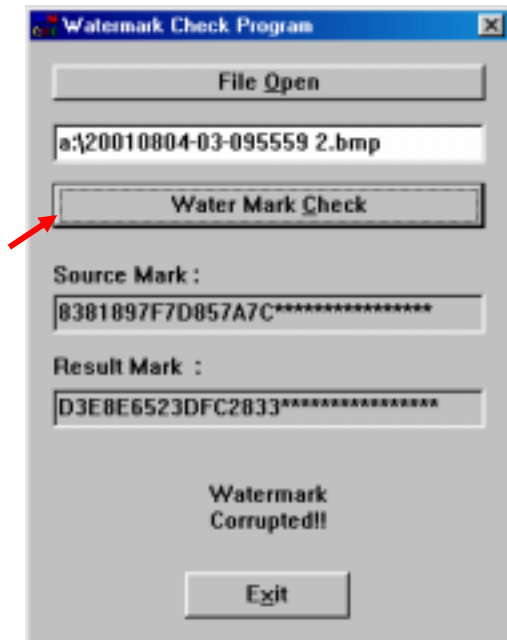 Watermark Check Program
File Open
a:\20010804-03-095559 2.bmp
Water Mark Check
Source Mark :
8381897F7D857A7C****************
Result Mark :
D3E8E6523DFC2833****************
Watermark
Corrupted!!
Exit